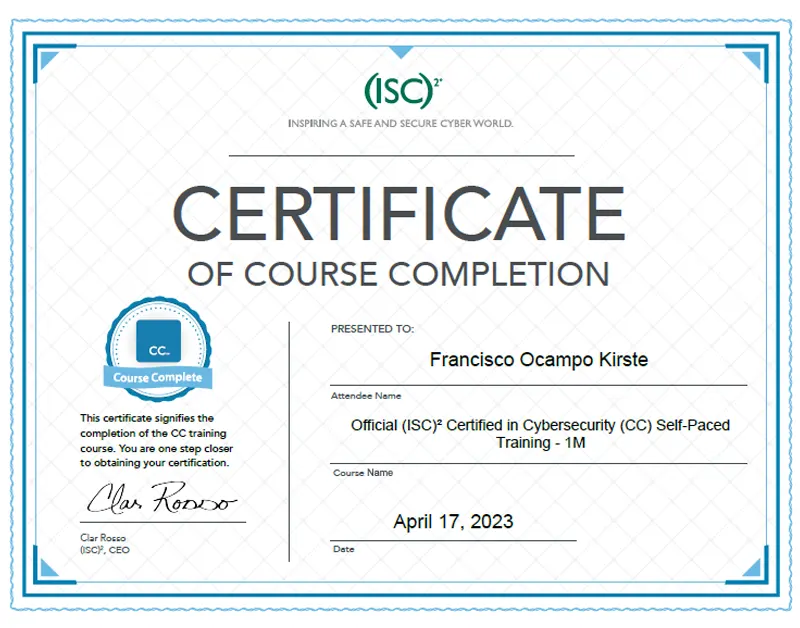 (ISC)²®
INSPIRING A SAFE AND SECURE CYBER WORLD.
CERTIFICATE
OF COURSE COMPLETION
CC℠
Course Complete
This certificate signifies the
completion of the CC training
course. You are one step closer
to obtaining your certification.
Clar Rosso
Clar Rosso
(ISC)², CEO
PRESENTED TO:
Francisco Ocampo Kirste
Attendee Name
Official (ISC)² Certified in Cybersecurity (CC) Self-Paced
Training - 1M
Course Name
April 17, 2023
Date